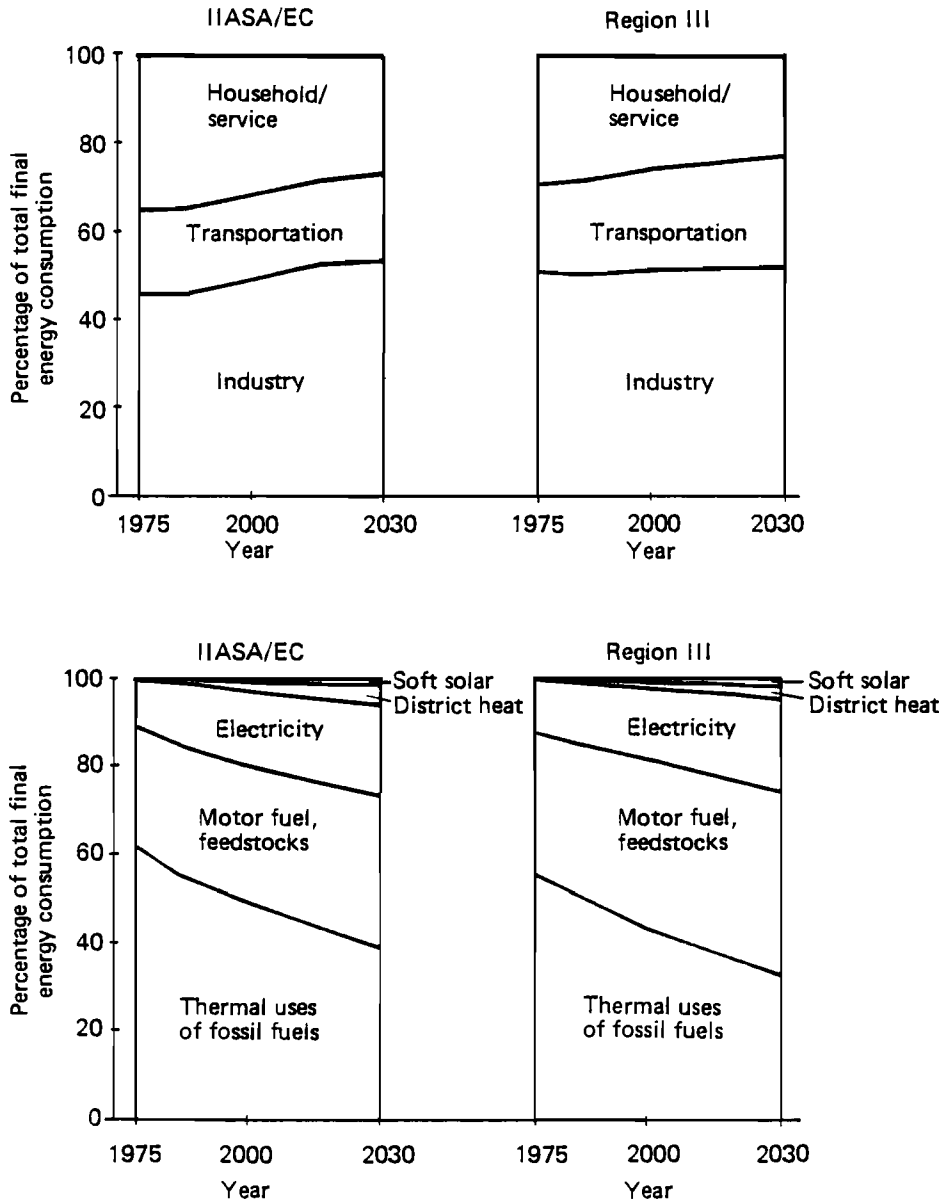 IIASA/EC
Region III
Percentage of total final
energy consumption
100
80
60
40
20
0
Household/
service
Transportation
Industry
Household/
service
Transportation
Industry
1975 2000 2030
Year
1975 2000 2030
Year
IIASA/EC
Region III
Percentage of total final
energy consumption
100
80
60
40
20
0
Soft solar
District heat
Electricity
Motor fuel,
feedstocks
Thermal uses
of fossil fuels
Soft solar
District heat
Electricity
Motor fuel,
feedstocks
Thermal uses
of fossil fuels
1975 2000 2030
Year
1975 2000 2030
Year